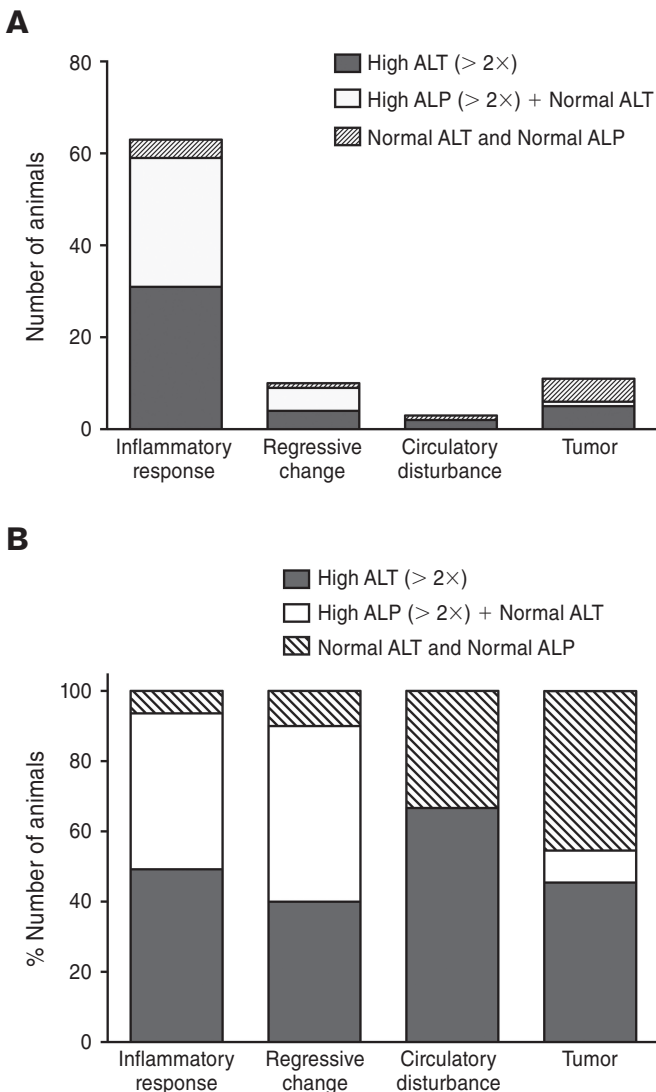 A
High ALT (> 2×)
High ALP (> 2×) + Normal ALT
Normal ALT and Normal ALP
Number of animals
80
60
40
20
0
Inflammatory response
Regressive change
Circulatory disturbance
Tumor
B
High ALT (> 2×)
High ALP (> 2×) + Normal ALT
Normal ALT and Normal ALP
% Number of animals
100
80
60
40
20
0
Inflammatory response
Regressive change
Circulatory disturbance
Tumor